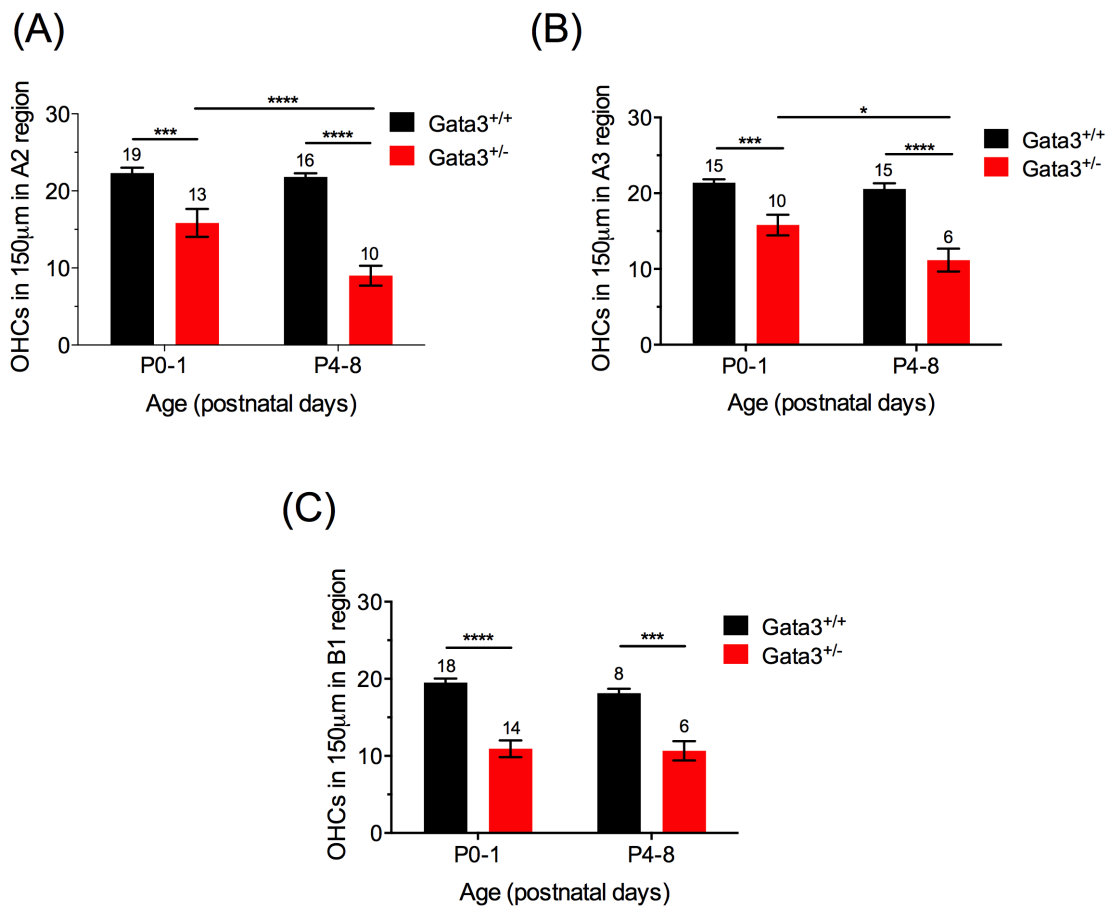 (A)
OHCs in 150μm in A2 region
30
20
10
0
****
***
****
19
13
16
10
Gata3+/+
Gata3+/-
P0-1
P4-8
Age (postnatal days)
(B)
OHCs in 150μm in A3 region
30
20
10
0
*
***
****
15
10
15
6
Gata3+/+
Gata3+/-
P0-1
P4-8
Age (postnatal days)
(C)
OHCs in 150μm in B1 region
30
20
10
0
****
***
18
14
8
6
Gata3+/+
Gata3+/-
P0-1
P4-8
Age (postnatal days)